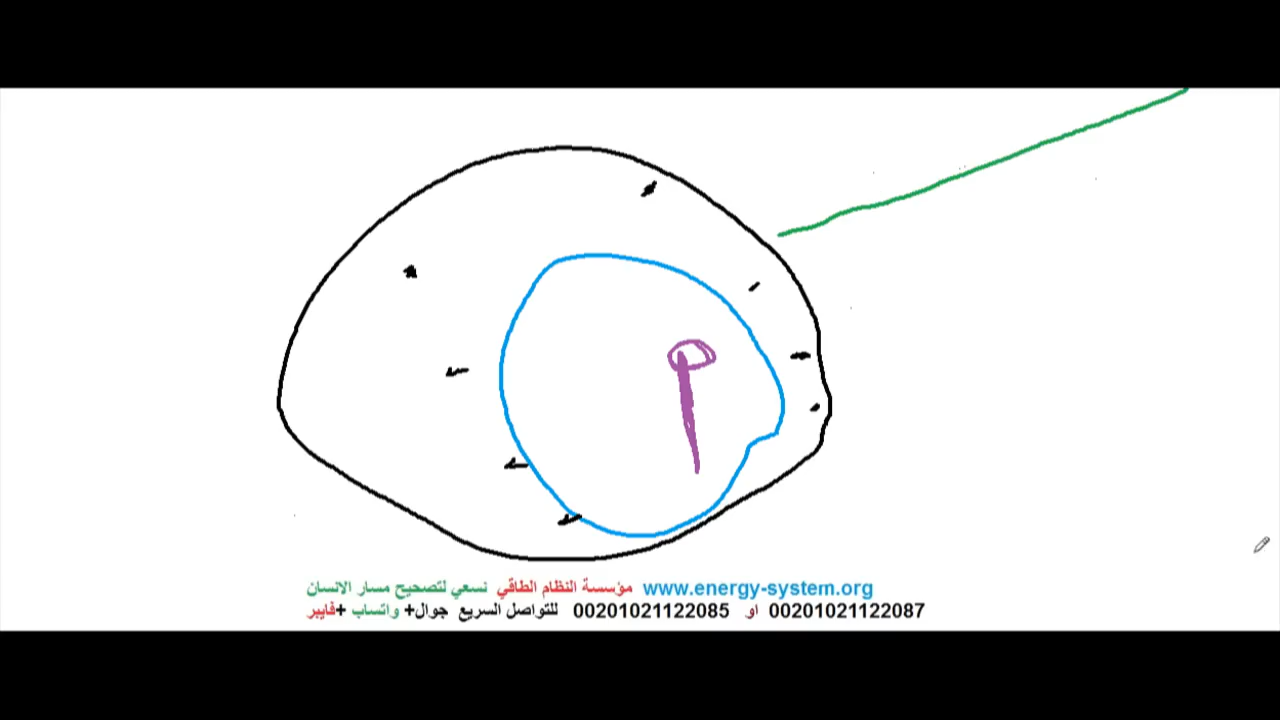 مؤسسة النظام الطاقي نسعي لتصحيح مسار الانسان www.energy-system.org
للتواصل السريع جوال+ واتساب +فايبر 00201021122085 او 00201021122087